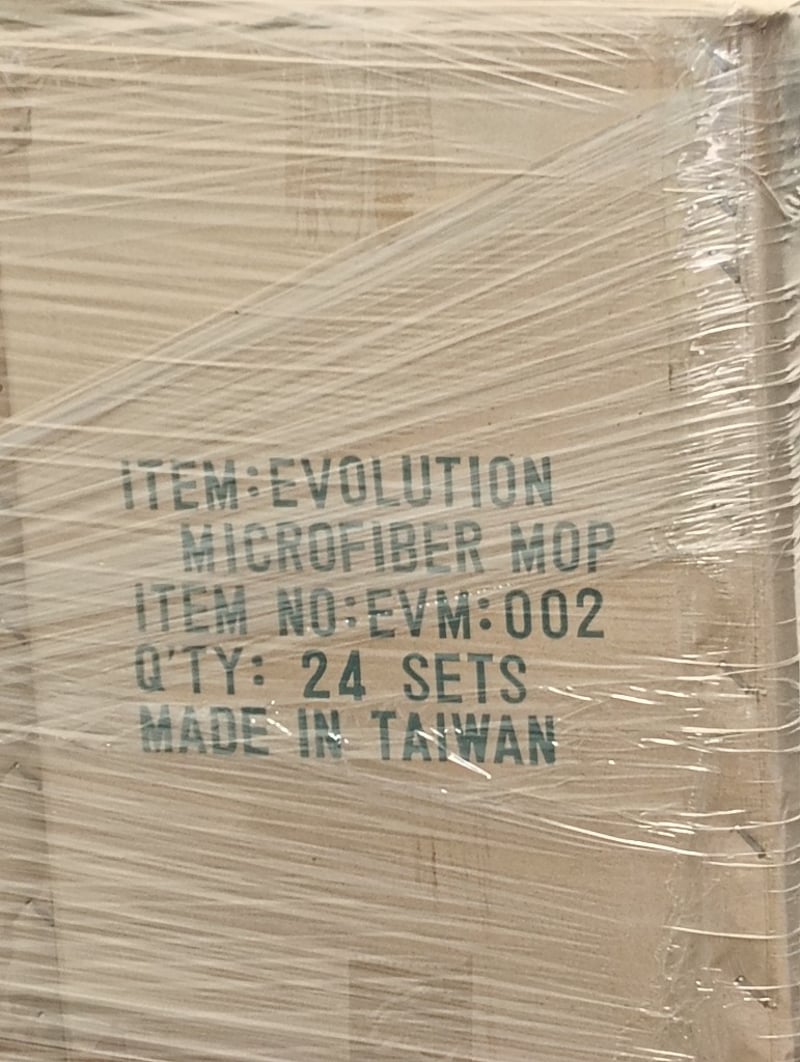 ITEM:EVOLUTION
MICROFIBER MOP
ITEM NO:EVM:002
Q'TY: 24 SETS
MADE IN TAIWAN